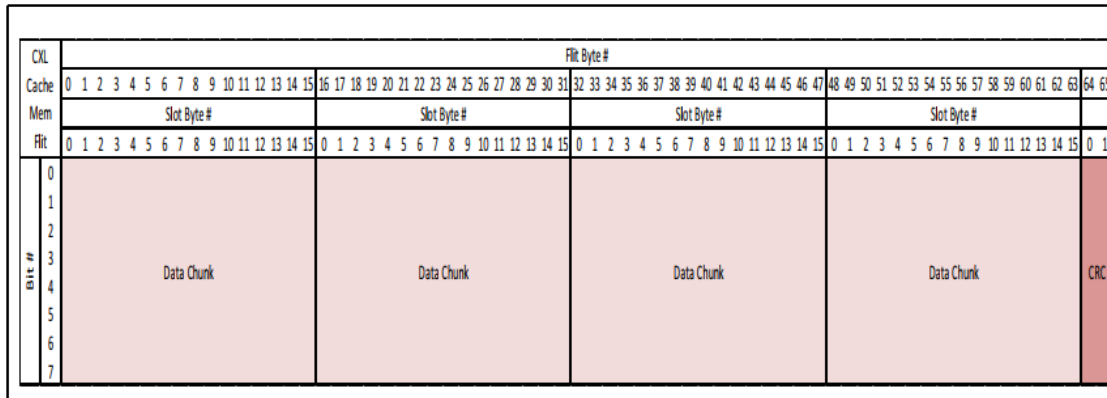 CXL Flit Byte #
Cache 0 1 2 3 4 5 6 7 8 9 10 11 12 13 14 15 16 17 18 19 20 21 22 23 24 25 26 27 28 29 30 31 32 33 34 35 36 37 38 39 40 41 42 43 44 45 46 47 48 49 50 51 52 53 54 55 56 57 58 59 60 61 62 63 64
Mem Slot Byte # Slot Byte # Slot Byte # Slot Byte #
Flit 0 1 2 3 4 5 6 7 8 9 10 11 12 13 14 15 0 1 2 3 4 5 6 7 8 9 10 11 12 13 14 15 0 1 2 3 4 5 6 7 8 9 10 11 12 13 14 15 0 1 2 3 4 5 6 7 8 9 10 11 12 13 14 15 0 1
Bit #
0
1
2
3 Data Chunk Data Chunk Data Chunk Data Chunk CRC
4
5
6
7